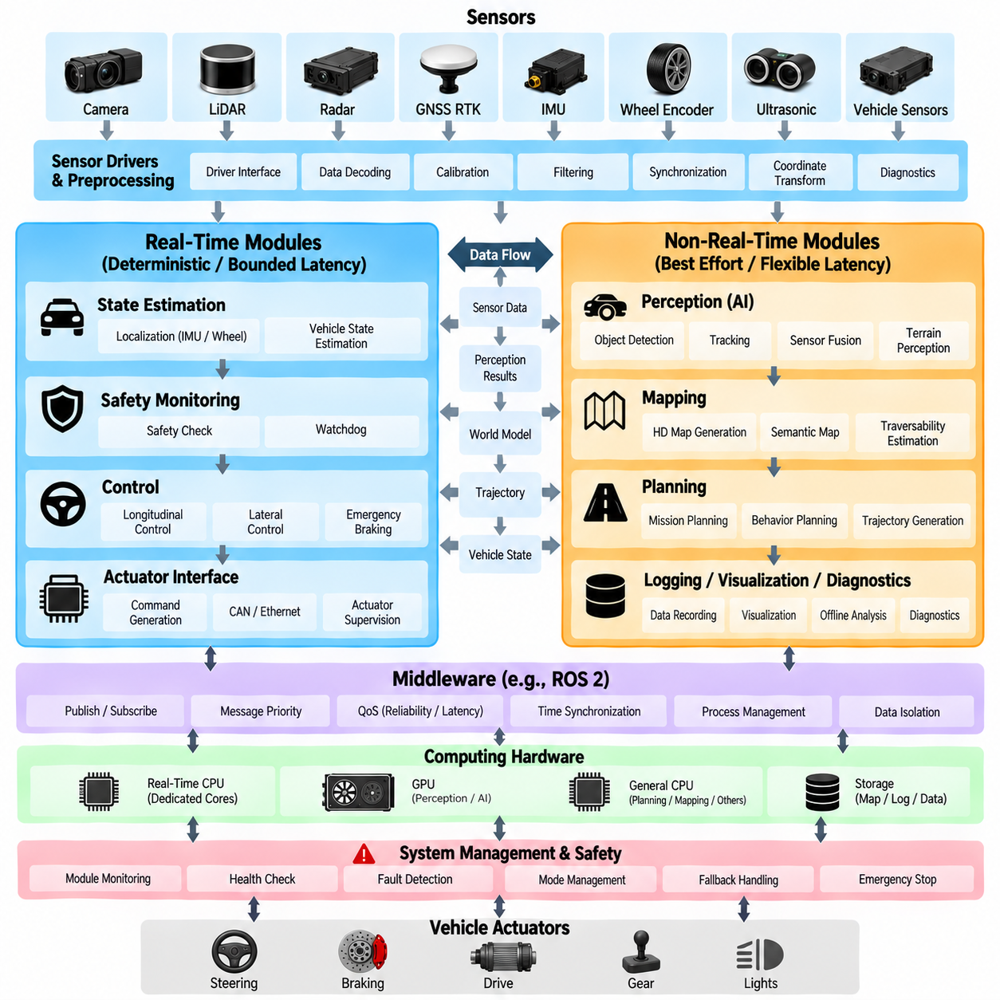 Sensors
Camera
LiDAR
Radar
GNSS RTK
IMU
Wheel Encoder
Ultrasonic
Vehicle Sensors
Sensor Drivers
& Preprocessing
Driver Interface
Data Decoding
Calibration
Filtering
Synchronization
Coordinate
Transform
Diagnostics
Real-Time Modules
(Deterministic / Bounded Latency)
State Estimation
Localization (IMU / Wheel)
Vehicle State
Estimation
Safety Monitoring
Safety Check
Watchdog
Control
Longitudinal
Control
Lateral
Control
Emergency
Braking
Actuator Interface
Command
Generation
CAN / Ethernet
Actuator
Supervision
Data Flow
Sensor Data
Perception
Results
World Model
Trajectory
Vehicle State
Non-Real-Time Modules
(Best Effort / Flexible Latency)
Perception (AI)
Object Detection
Tracking
Sensor Fusion
Terrain
Perception
Mapping
HD Map Generation
Semantic Map
Traversability
Estimation
Planning
Mission Planning
Behavior Planning
Trajectory Generation
Logging / Visualization / Diagnostics
Data Recording
Visualization
Offline Analysis
Diagnostics
Middleware (e.g., ROS 2)
Publish / Subscribe
Message Priority
QoS (Reliability / Latency)
Time Synchronization
Process Management
Data Isolation
Computing Hardware
Real-Time CPU
(Dedicated Cores)
GPU
(Perception / AI)
General CPU
(Planning / Mapping / Others)
Storage
(Map / Log / Data)
System Management & Safety
Module Monitoring
Health Check
Fault Detection
Mode Management
Fallback Handling
Emergency Stop
Vehicle Actuators
Steering
Braking
Drive
Gear
Lights